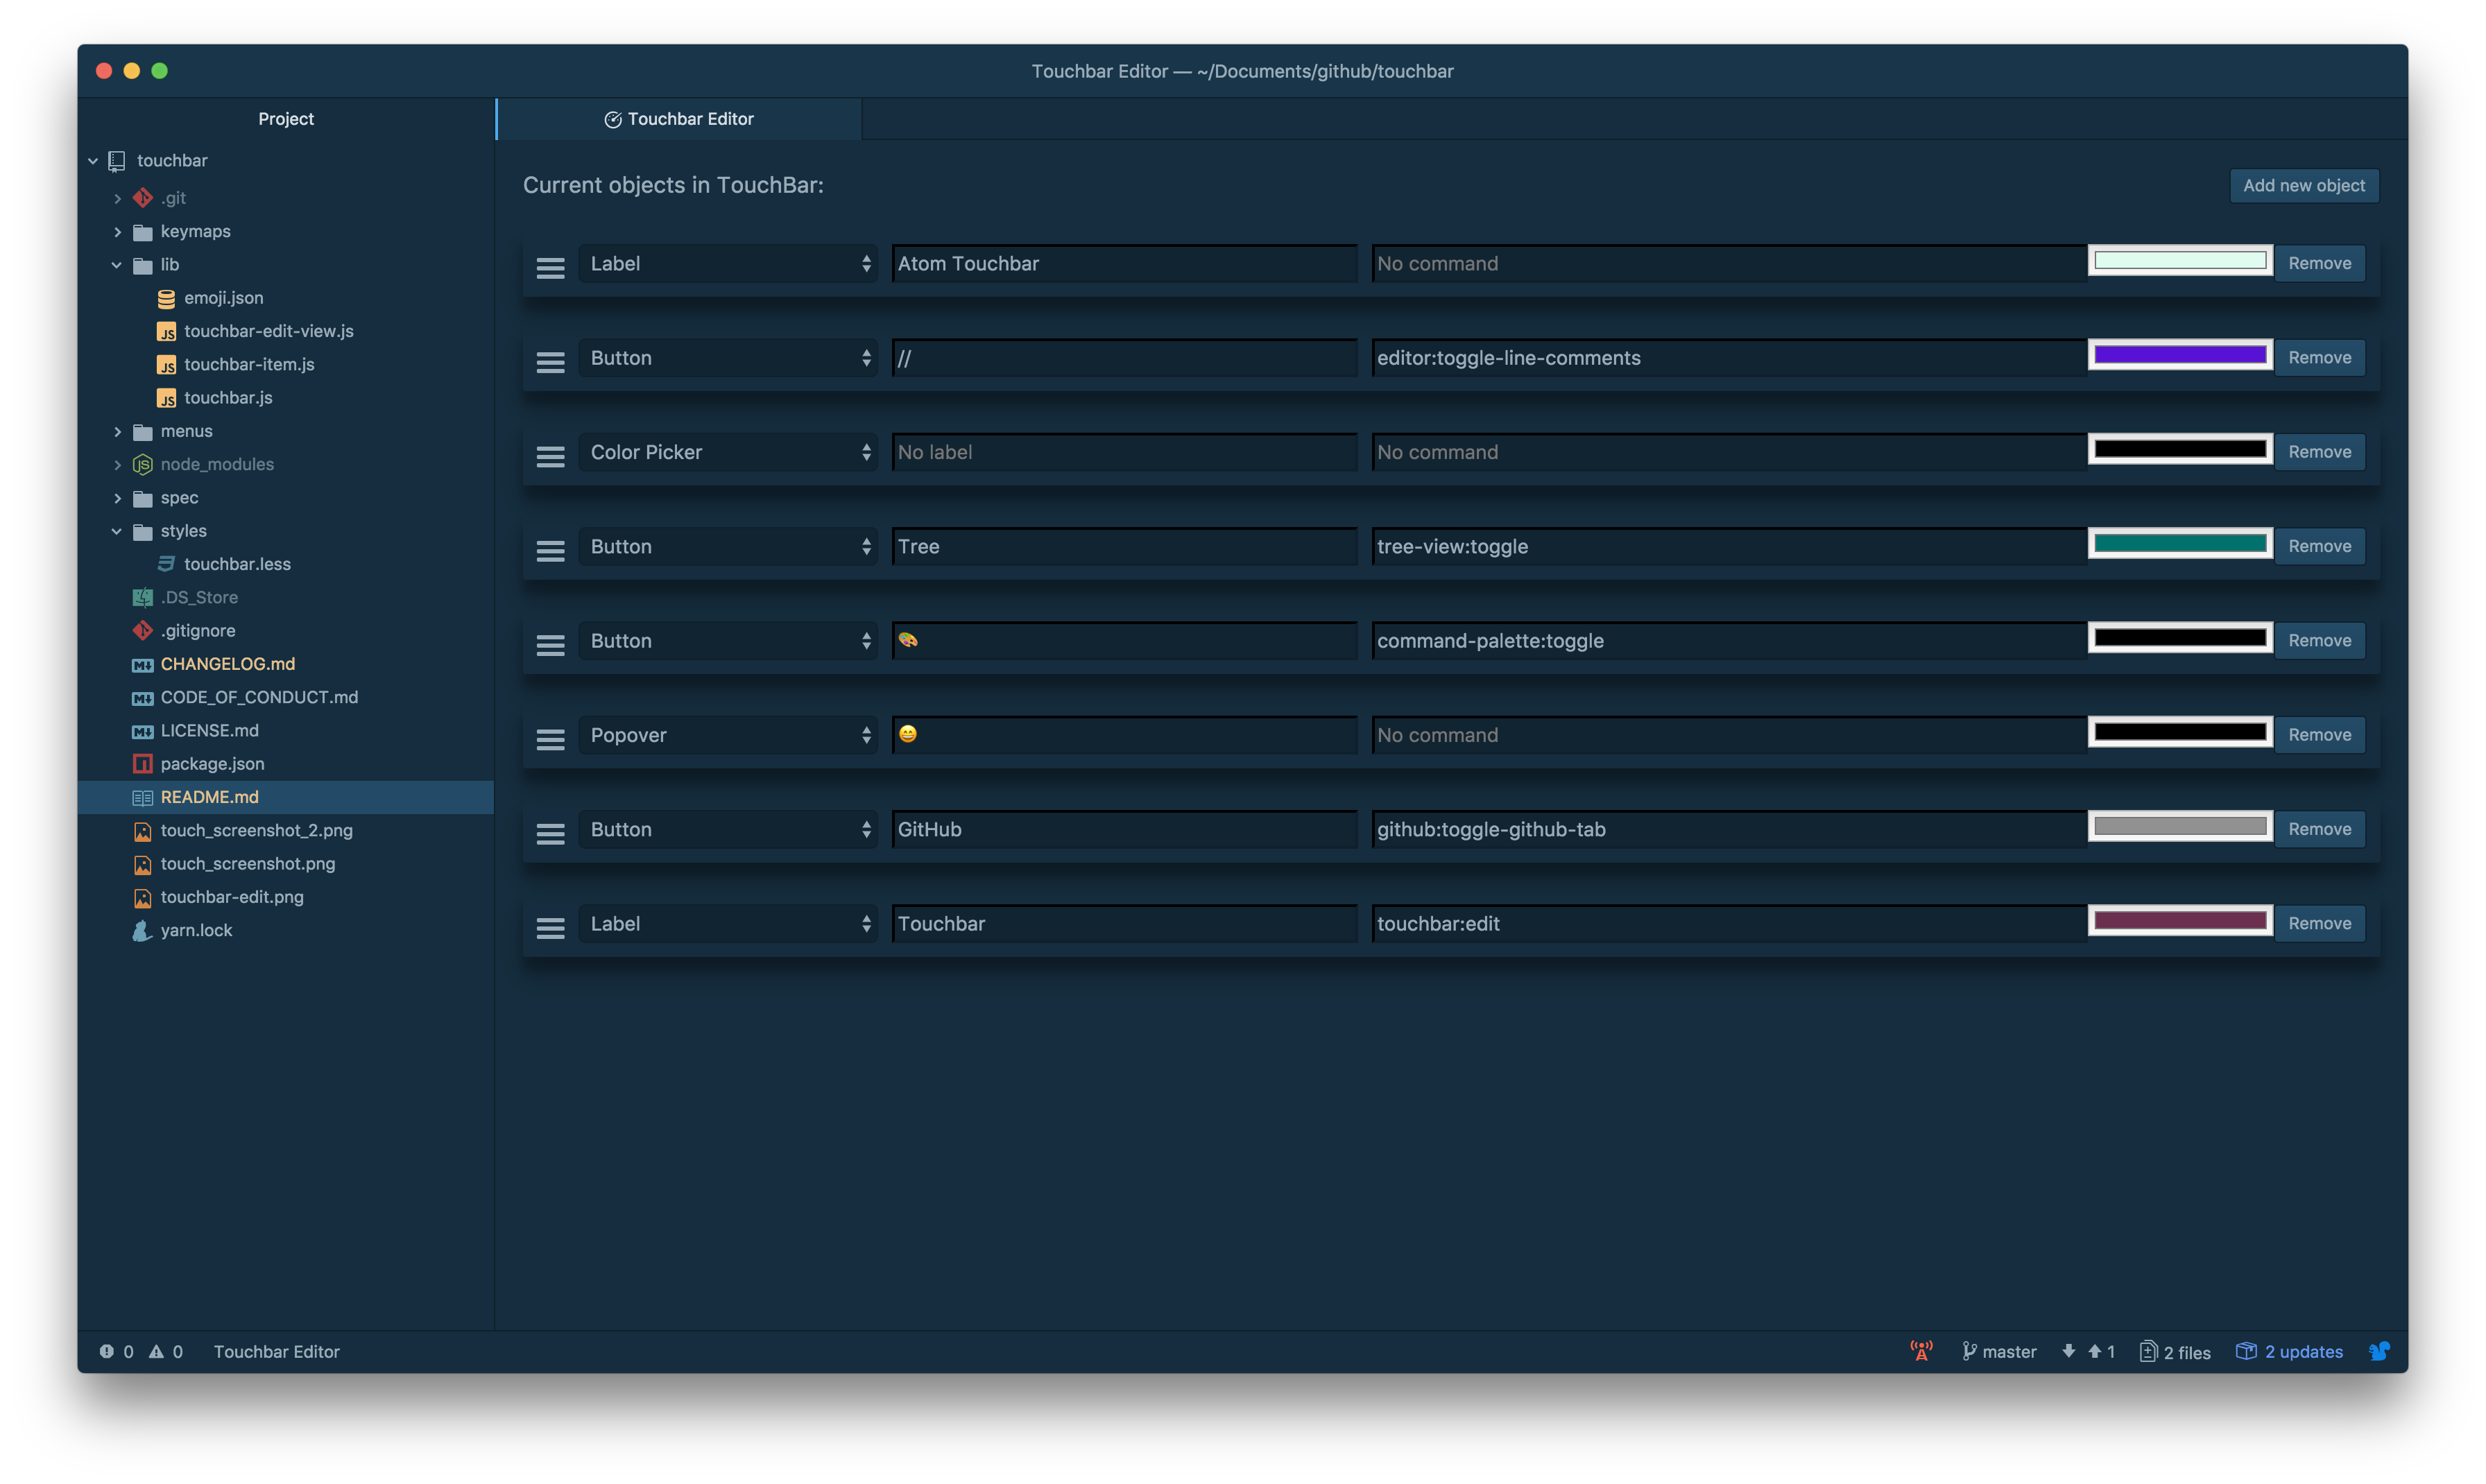 Touchbar Editor — ~/Documents/github/touchbar
Project
Touchbar Editor
touchbar
.git
keymaps
lib
emoji.json
touchbar-edit-view.js
touchbar-item.js
touchbar.js
menus
node_modules
spec
styles
touchbar.less
.DS_Store
.gitignore
CHANGELOG.md
CODE_OF_CONDUCT.md
LICENSE.md
package.json
README.md
touch_screenshot_2.png
touch_screenshot.png
touchbar-edit.png
yarn.lock
Current objects in TouchBar: Add new object
Label Atom Touchbar No command Remove
Button // editor:toggle-line-comments Remove
Color Picker No label No command Remove
Button Tree tree-view:toggle Remove
Button 🎨 command-palette:toggle Remove
Popover 😄 No command Remove
Button GitHub github:toggle-github-tab Remove
Label Touchbar touchbar:edit Remove
0 0 Touchbar Editor master 1 2 files 2 updates